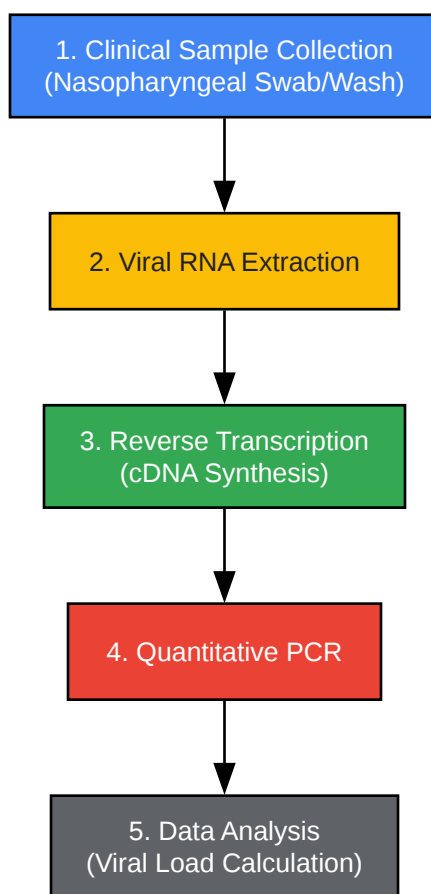 1. Clinical Sample Collection
(Nasopharyngeal Swab/Wash)
2. Viral RNA Extraction
3. Reverse Transcription
(cDNA Synthesis)
4. Quantitative PCR
5. Data Analysis
(Viral Load Calculation)